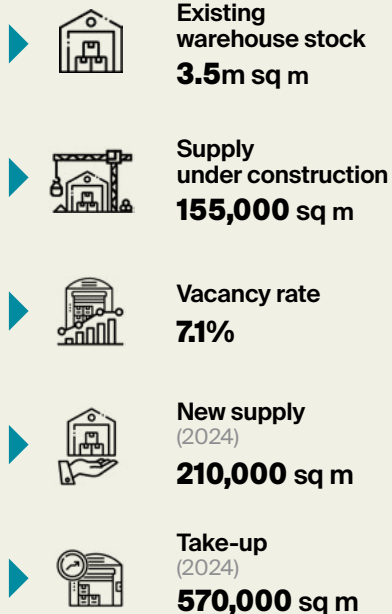 Existing
warehouse stock
3.5m sq m
Supply
under construction
155,000 sq m
Vacancy rate
7.1%
New supply
(2024)
210,000 sq m
Take-up
(2024)
570,000 sq m